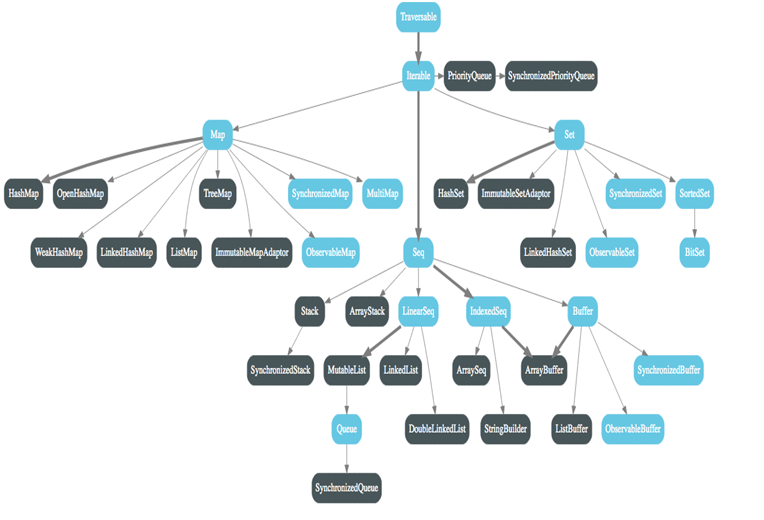 Traversable
Iterable PriorityQueue SynchronizedPriorityQueue
Map Set
HashMap OpenHashMap TreeMap SynchronizedMap MultiMap HashSet ImmutableSetAdaptor SynchronizedSet SortedSet
WeakHashMap LinkedHashMap ListMap ImmutableMapAdaptor ObservableMap Seq LinkedHashSet ObservableSet BitSet
Stack ArrayStack LinearSeq IndexedSeq Buffer
SynchronizedStack MutableList LinkedList ArraySeq ArrayBuffer SynchronizedBuffer
Queue DoubleLinkedList StringBuilder ListBuffer ObservableBuffer
SynchronizedQueue